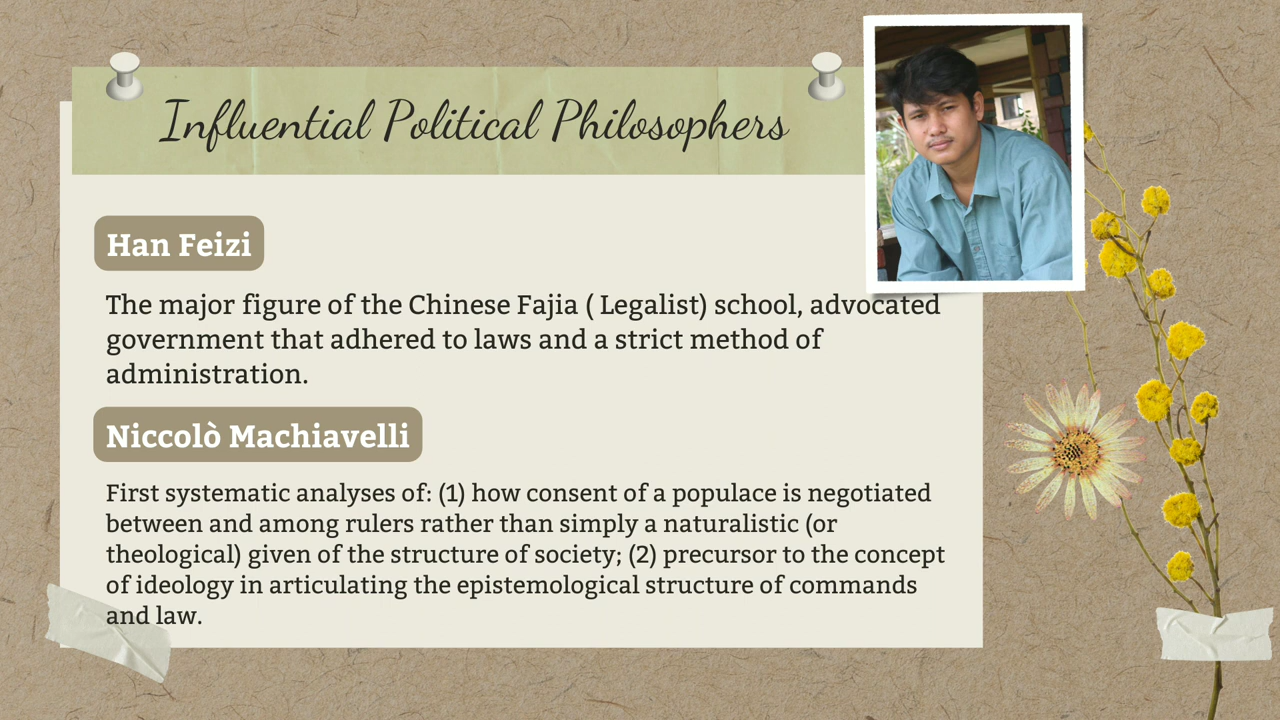 Influential Political Philosophers
Han Feizi
The major figure of the Chinese Fajia ( Legalist) school, advocated
government that adhered to laws and a strict method of
administration.
Niccolò Machiavelli
First systematic analyses of: (1) how consent of a populace is negotiated
between and among rulers rather than simply a naturalistic (or
theological) given of the structure of society; (2) precursor to the concept
of ideology in articulating the epistemological structure of commands
and law.